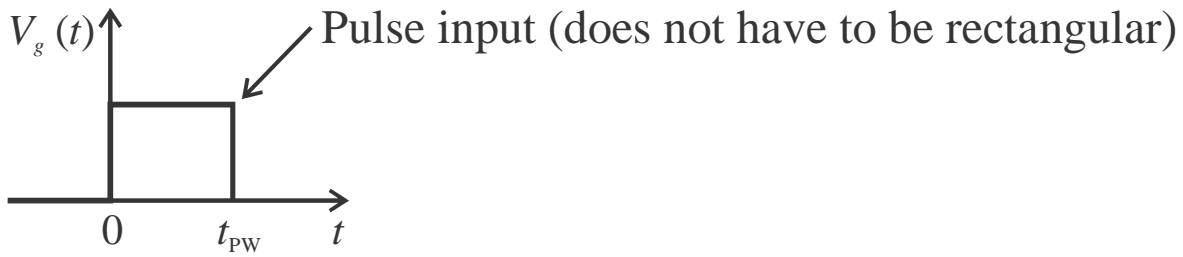 V_g (t)
Pulse input (does not have to be rectangular)
0 t_PW t